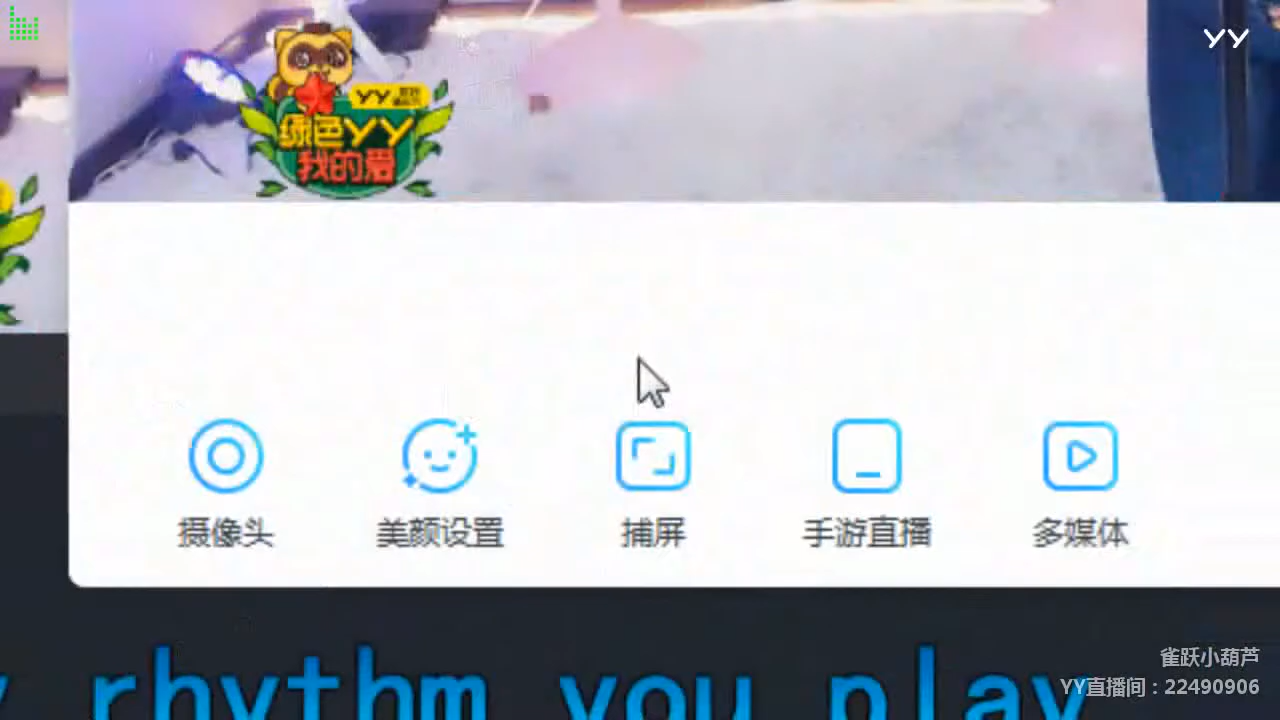 YY
YY
绿色YY
我的爱
摄像头
美颜设置
捕屏
手游直播
多媒体
rhythm you play
雀跃小葫芦
YY直播间：22490906